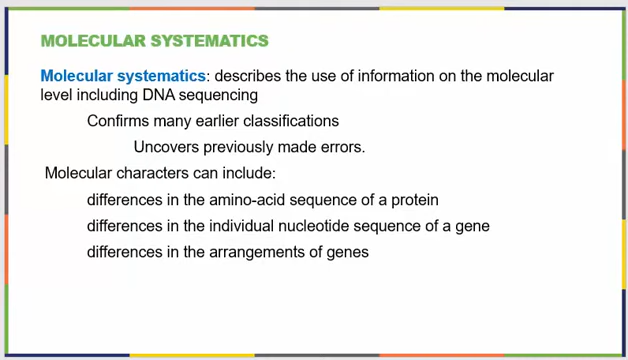 MOLECULAR SYSTEMATICS
Molecular systematics: describes the use of information on the molecular
level including DNA sequencing
Confirms many earlier classifications
Uncovers previously made errors.
Molecular characters can include:
differences in the amino-acid sequence of a protein
differences in the individual nucleotide sequence of a gene
differences in the arrangements of genes